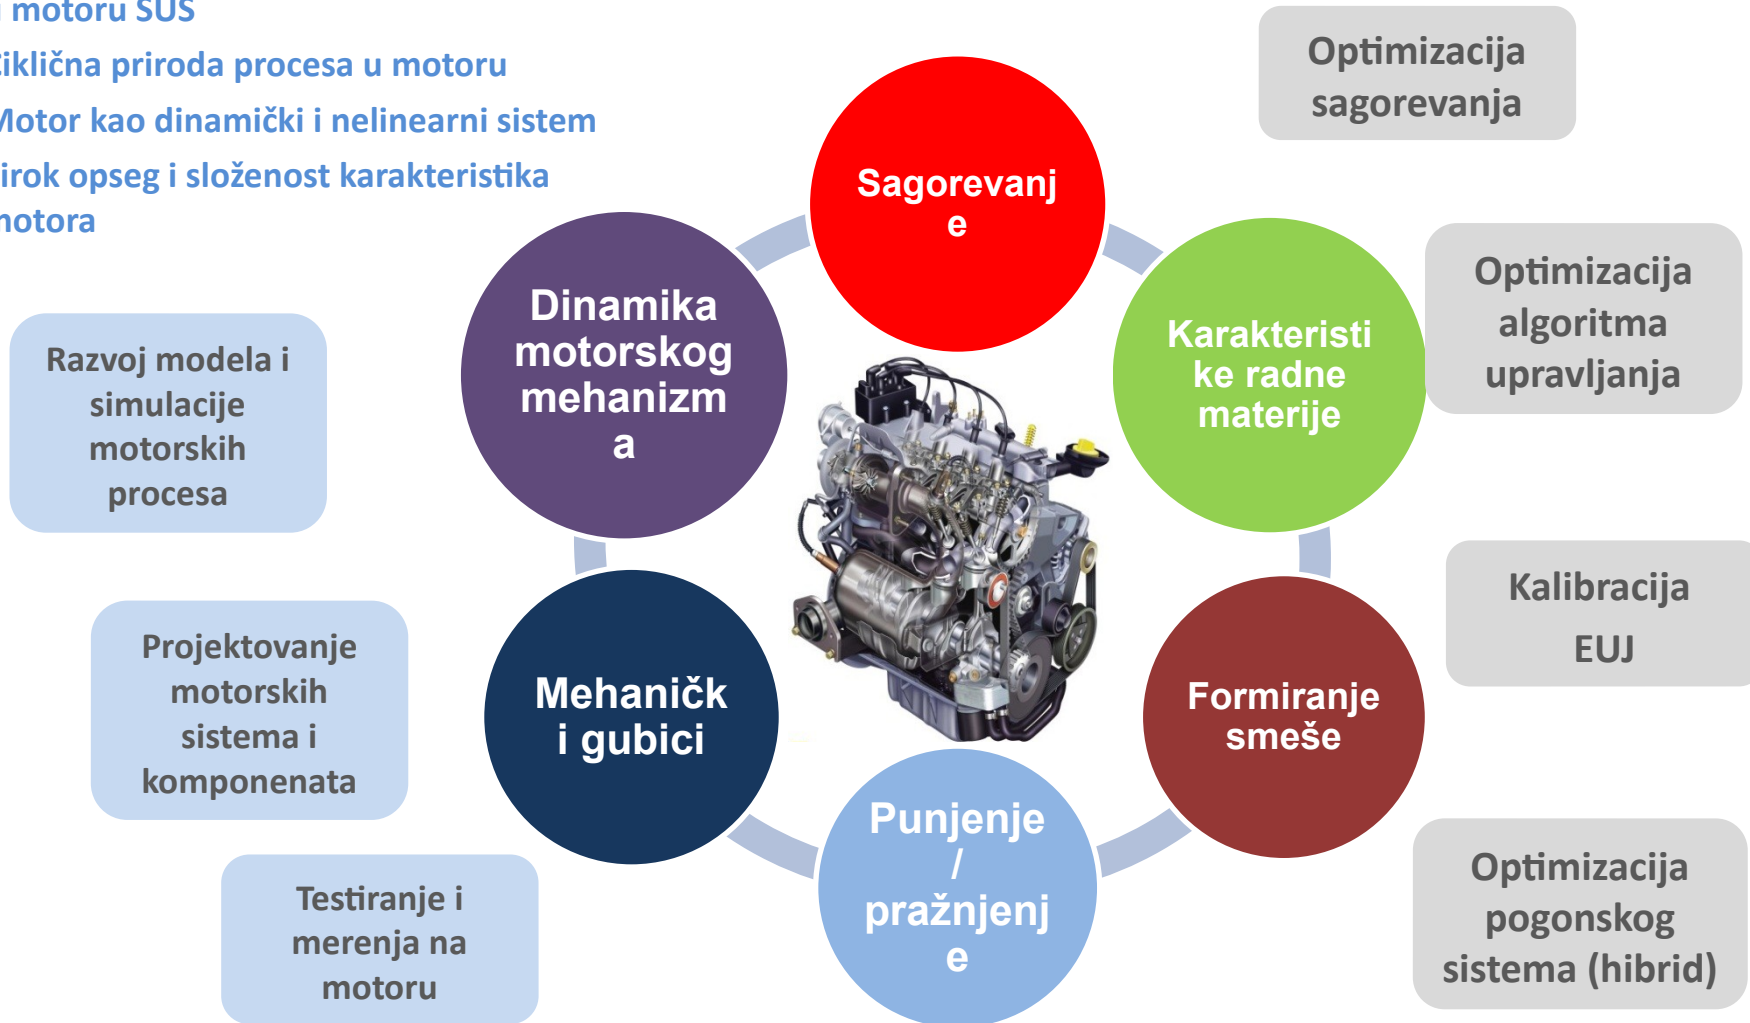 motoru SUS
iklična priroda procesa u motoru
Motor kao dinamički i nelinearni sistem
irok opseg i složenost karakteristika
motora
Optimizacija
sagorevanja
Sagorevanj
e
Dinamika
motorskog
mehanizm
a
Karakteristi
ke radne
materije
Optimizacija
algoritma
upravljanja
Razvoj modela i
simulacije
motorskih
procesa
Kalibracija
EUJ
Projektovanje
motorskih
sistema i
komponenata
Mehaničk
i gubici
Formiranje
smeše
Punjenje
/
pražnjenj
e
Optimizacija
pogonskog
sistema (hibrid)
Testiranje i
merenja na
motoru